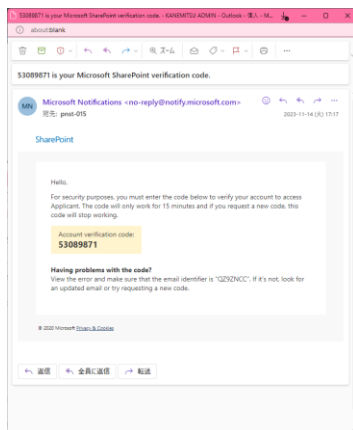 53089871 is your Microsoft SharePoint verification code. - KANEMITSU ADMIN - Outlook - 個人 - M...
about:blank
ズーム
53089871 is your Microsoft SharePoint verification code.
MN
Microsoft Notifications <no-reply@notify.microsoft.com>
宛先: pnst-015
2023-11-14 (火) 17:17
SharePoint
Hello,
For security purposes, you must enter the code below to verify your account to access
Applicant. The code will only work for 15 minutes and if you request a new code, this
code will stop working.
Account verification code:
53089871
Having problems with the code?
View the error and make sure that the email identifier is "QZ9ZNCC". If it's not, look for
an updated email or try requesting a new code.
© 2020 Microsoft Privacy & Cookies
返信
全員に返信
転送